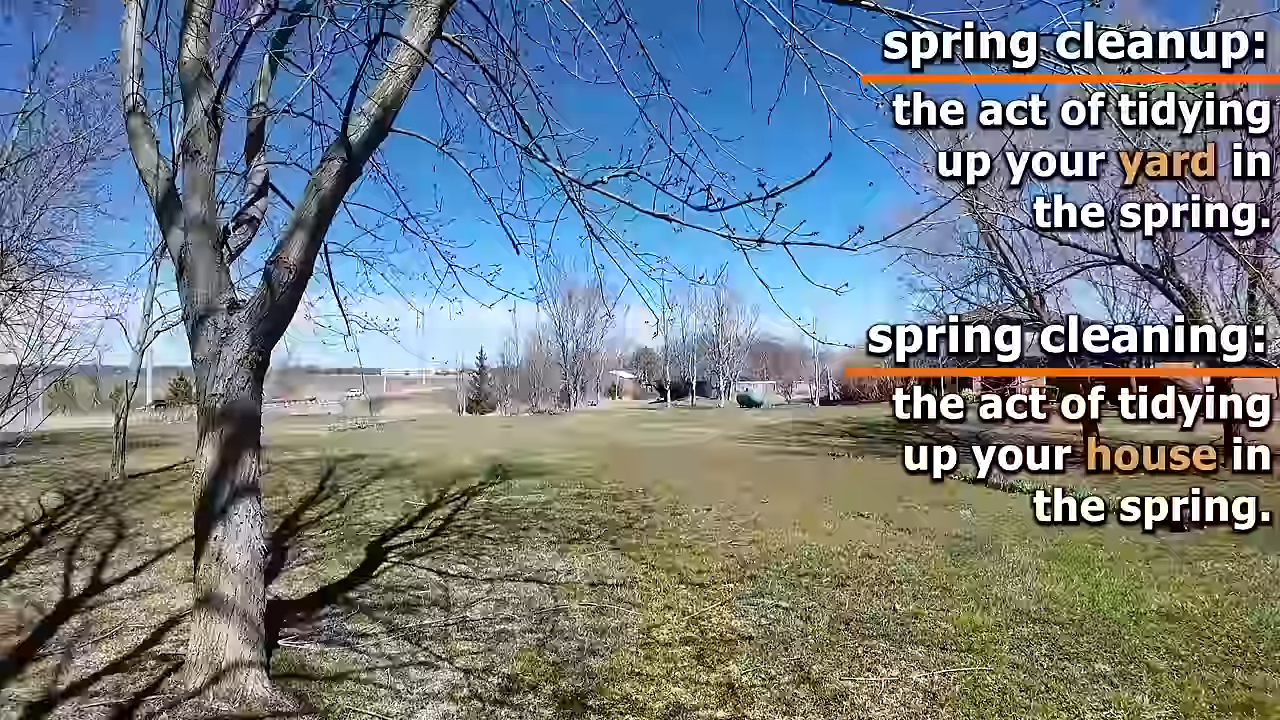 spring cleanup:
the act of tidying
up your yard in
the spring.
spring cleaning:
the act of tidying
up your house in
the spring.